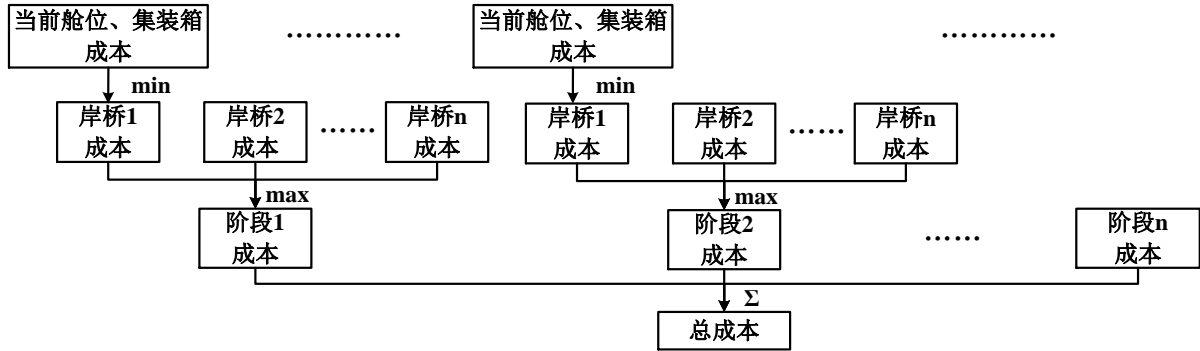 当前舱位、集装箱
成本
…………
当前舱位、集装箱
成本
…………
min
min
岸桥1
成本
岸桥2
成本
……
岸桥n
成本
岸桥1
成本
岸桥2
成本
……
岸桥n
成本
max
max
阶段1
成本
阶段2
成本
……
阶段n
成本
Σ
总成本